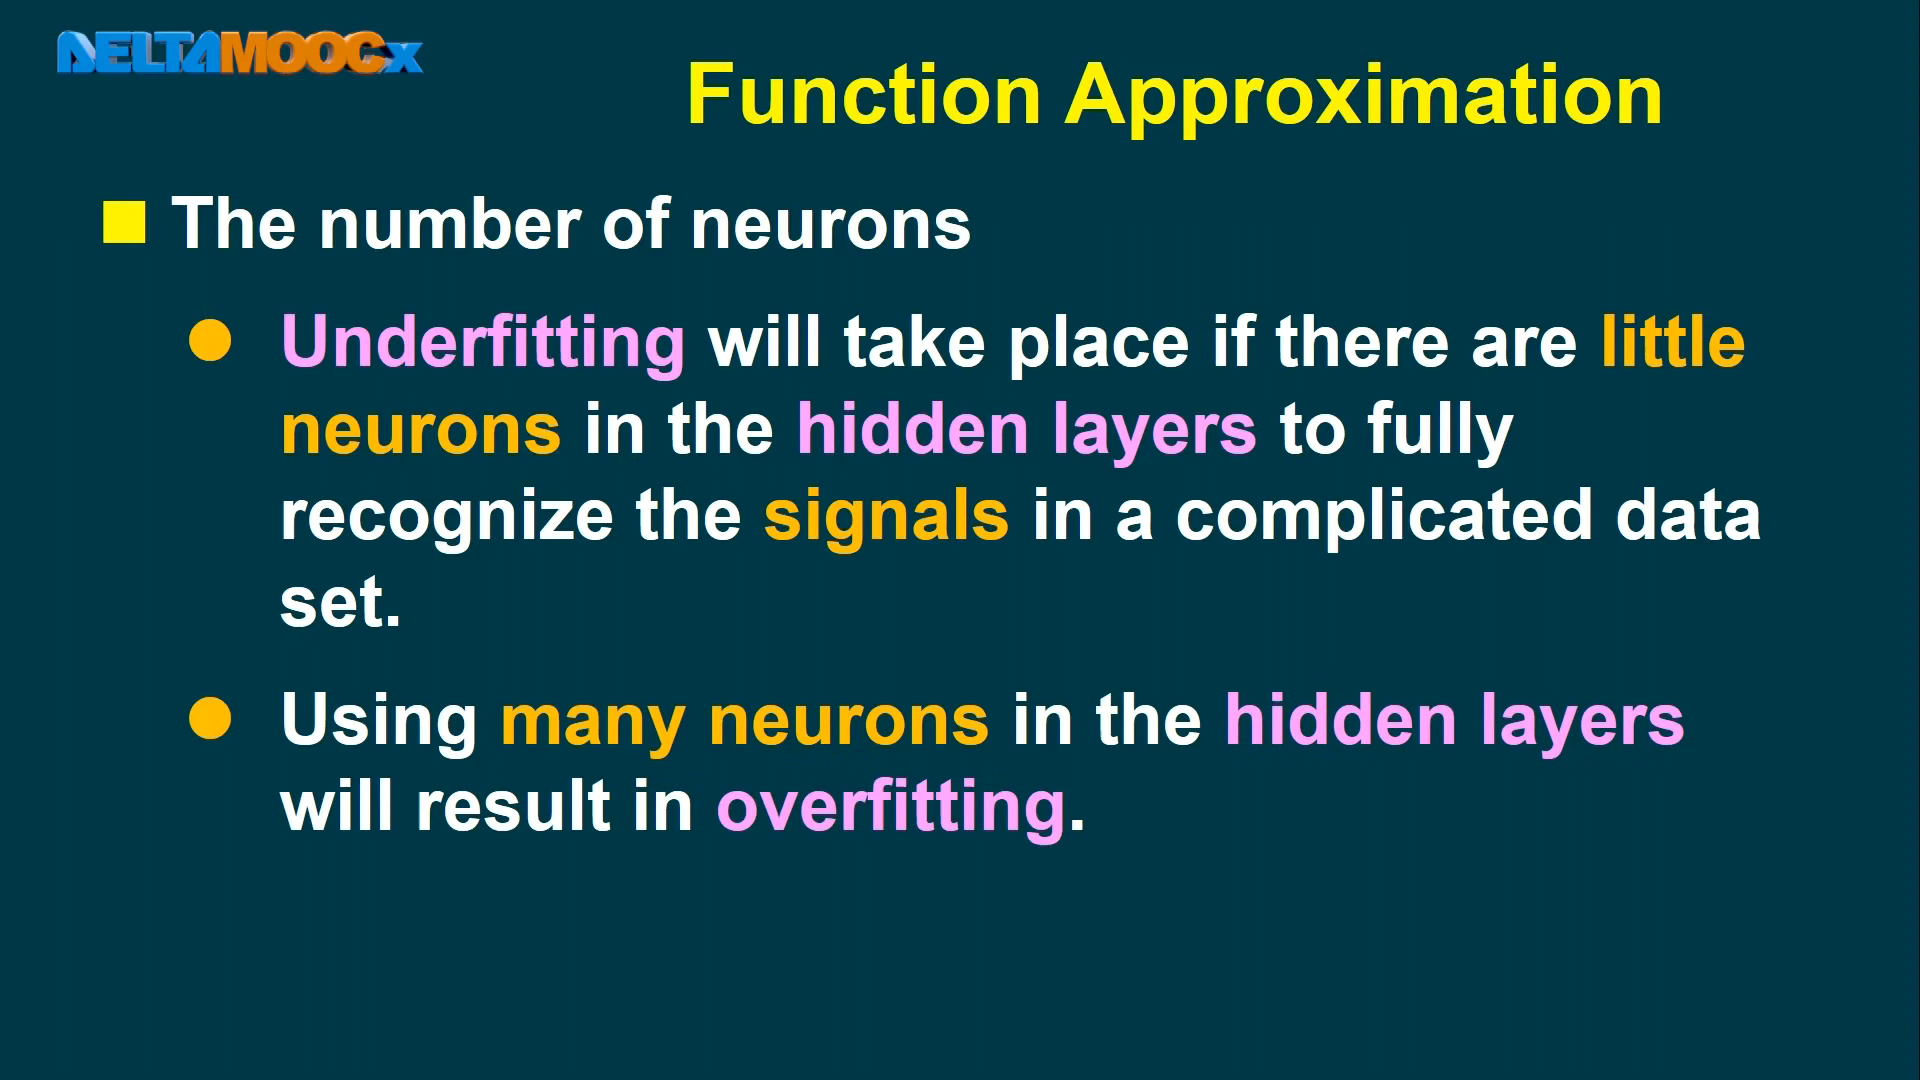 DELTAMOOCx
Function Approximation
The number of neurons
Underfitting will take place if there are little
neurons in the hidden layers to fully
recognize the signals in a complicated data
set.
Using many neurons in the hidden layers
will result in overfitting.